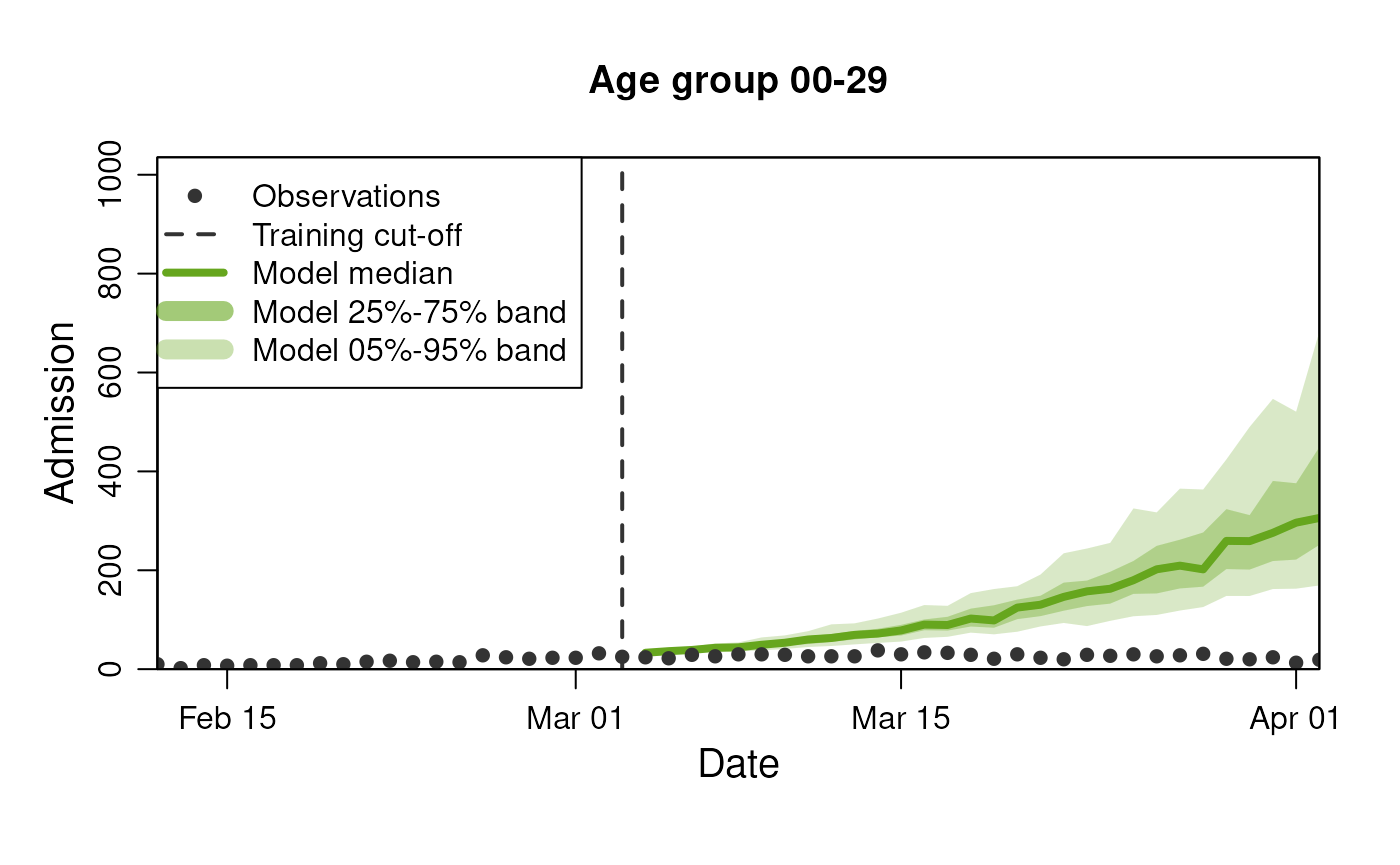 Age group 00-29
Observations
Training cut-off
Model median
Model 25%-75% band
Model 05%-95% band
Admission
1000
800
600
400
200
0
Feb 15
Mar 01
Mar 15
Apr 01
Date